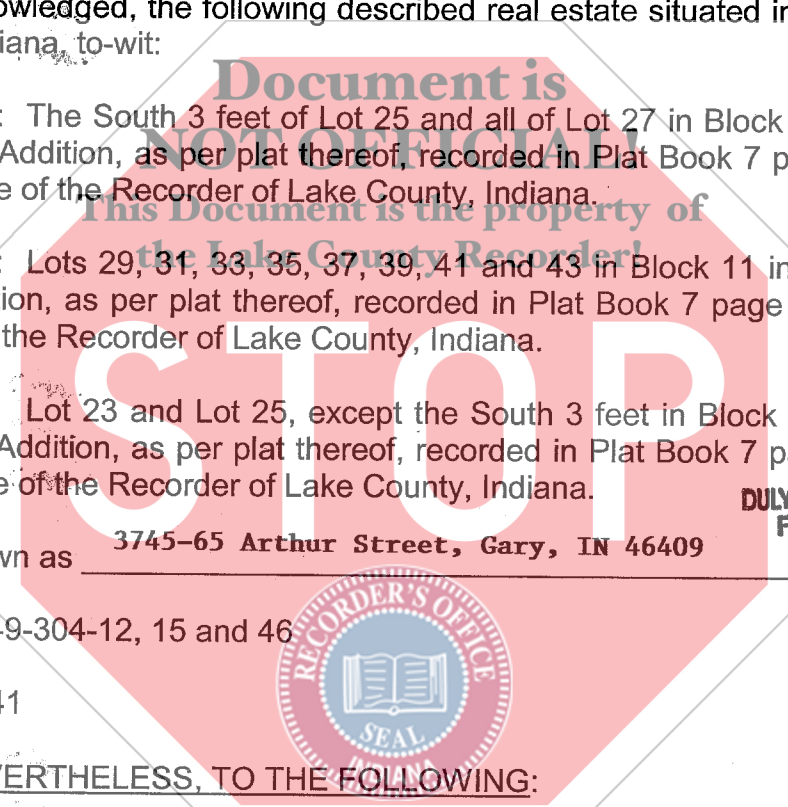 owledged, the following described real estate situated in
iana, to-wit:
Document is
: The South 3 feet of Lot 25 and all of Lot 27 in Block
NOT OFFICIAL!
Addition, as per plat thereof, recorded in Plat Book 7 p
e of the Recorder of Lake County, Indiana.
This Document is the property of
the Lake County Recorder!
: Lots 29, 31, 33, 35, 37, 39, 41 and 43 in Block 11 in
ion, as per plat thereof, recorded in Plat Book 7 page
the Recorder of Lake County, Indiana.
STOP
Lot 23 and Lot 25, except the South 3 feet in Block
Addition, as per plat thereof, recorded in Plat Book 7 p
e of the Recorder of Lake County, Indiana.
DULY
F
wn as 3745-65 Arthur Street, Gary, IN 46409
-9-304-12, 15 and 46
RECORDER'S OFFICE
SEAL
INDIANA
41
VERTHELESS, TO THE FOLLOWING: